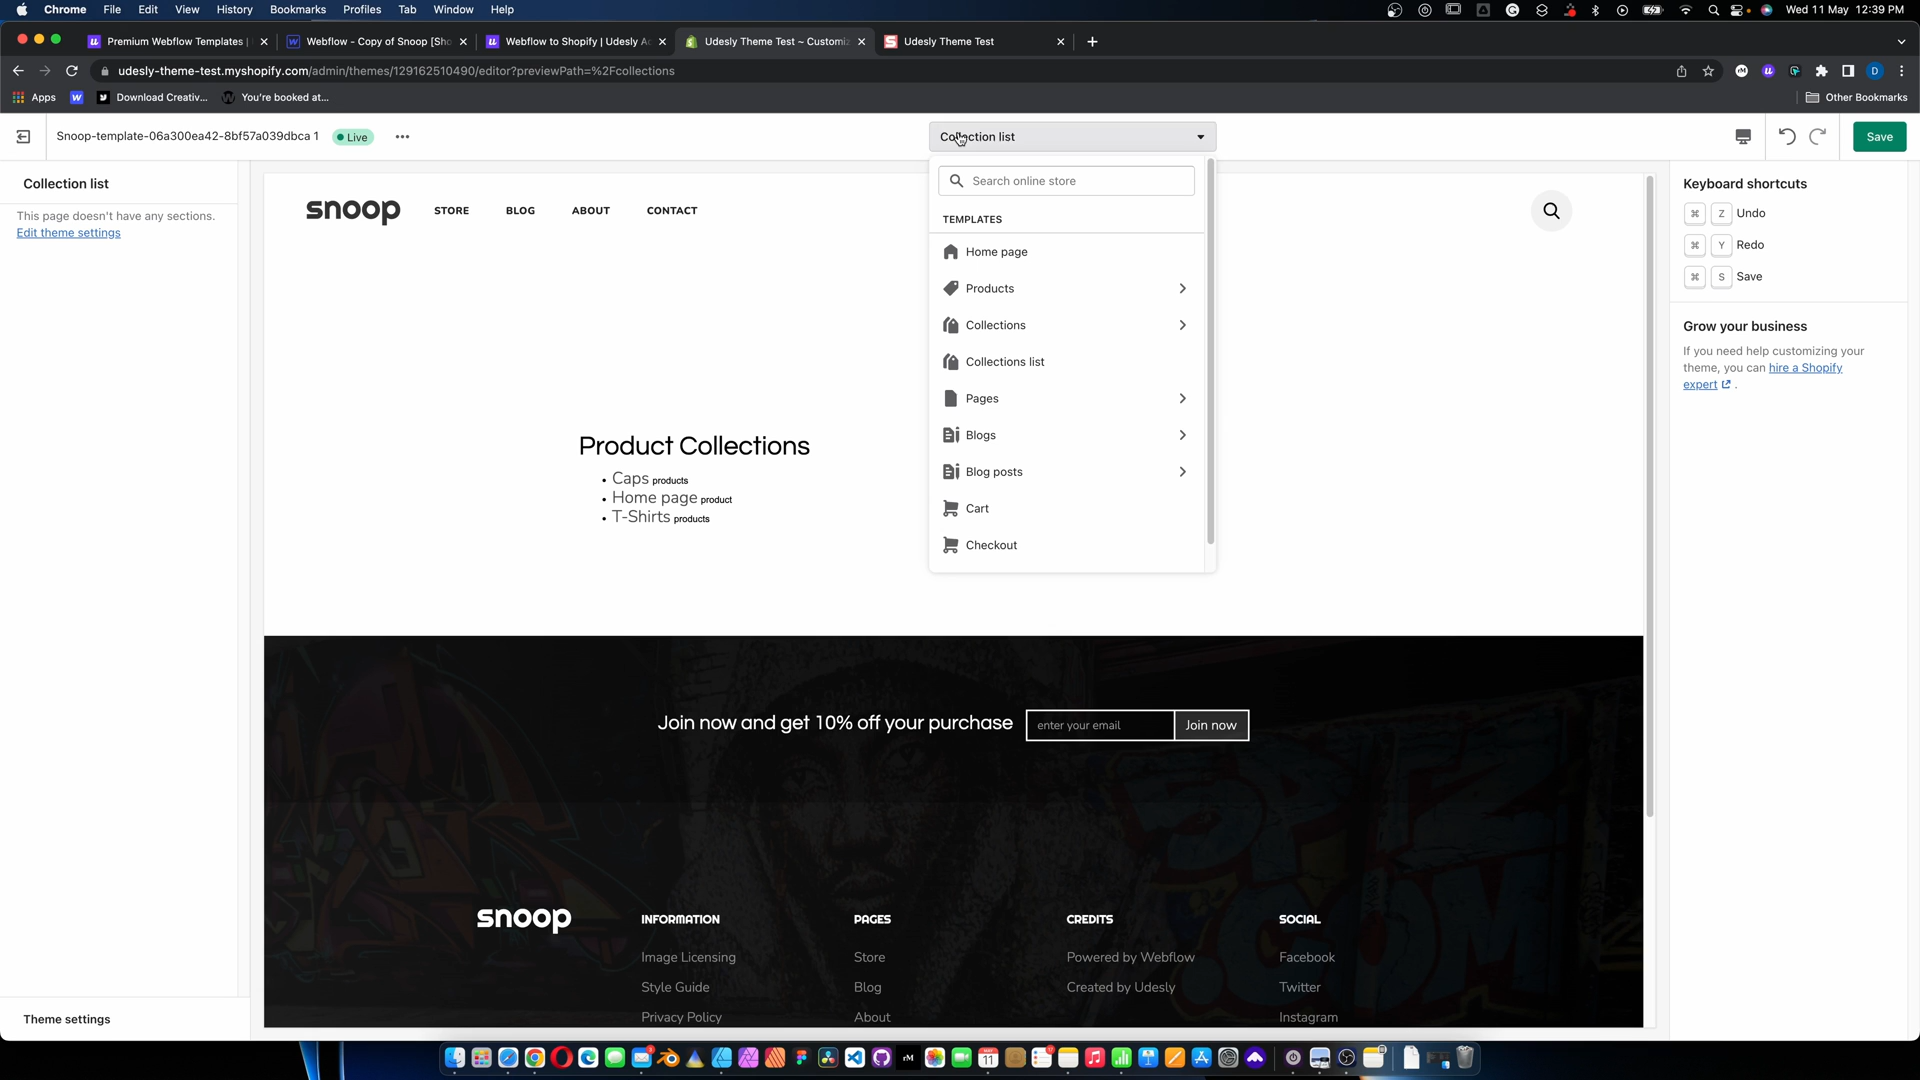 Chrome File Edit View History Bookmarks Profiles Tab Window Help Wed 11 May 12:39 PM
Premium Webflow Templates | Webflow - Copy of Snoop [Sho Webflow to Shopify | Udesly Ad Udesly Theme Test ~ Customiz Udesly Theme Test
udesly-theme-test.myshopify.com/admin/themes/129162510490/editor?previewPath=%2Fcollections
Apps Download Creativ... You're booked at... Other Bookmarks
Snoop-template-06a300ea42-8bf57a039dbca 1 Live Collection list Save
Collection list
This page doesn't have any sections.
Edit theme settings
Theme settings
snoop STORE BLOG ABOUT CONTACT
Search online store
TEMPLATES
Home page
Products
Collections
Collections list
Pages
Blogs
Blog posts
Cart
Checkout
Product Collections
Caps products
Home page product
T-Shirts products
Join now and get 10% off your purchase enter your email Join now
snoop
INFORMATION
Image Licensing
Style Guide
Privacy Policy
PAGES
Store
Blog
About
CREDITS
Powered by Webflow
Created by Udesly
SOCIAL
Facebook
Twitter
Instagram
Keyboard shortcuts
⌘ Z Undo
⌘ Y Redo
⌘ S Save
Grow your business
If you need help customizing your
theme, you can hire a Shopify
expert .